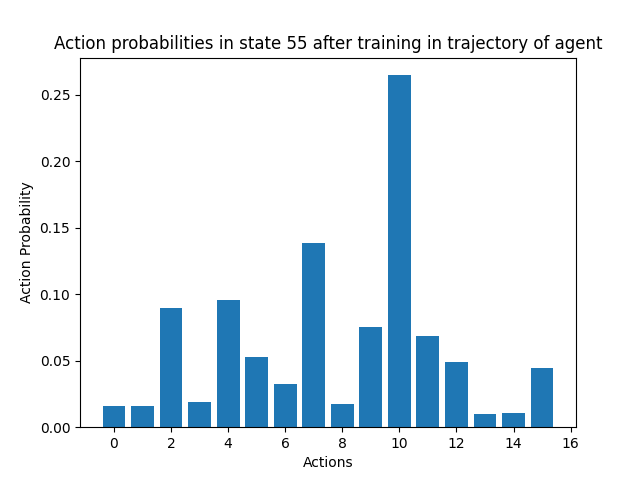 Action probabilities in state 55 after training in trajectory of agent
0.25
0.20
0.15
0.10
0.05
0.00
Action Probability
0 2 4 6 8 10 12 14 16
Actions